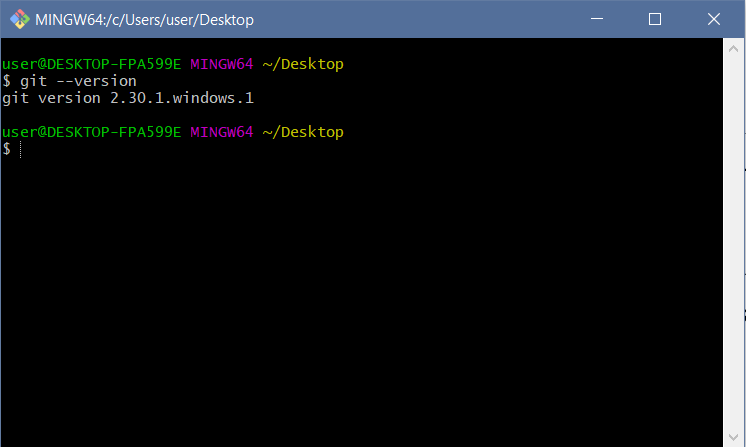 MINGW64:/c/Users/user/Desktop
user@DESKTOP-FPA599E MINGW64 ~/Desktop
$ git --version
git version 2.30.1.windows.1
user@DESKTOP-FPA599E MINGW64 ~/Desktop
$